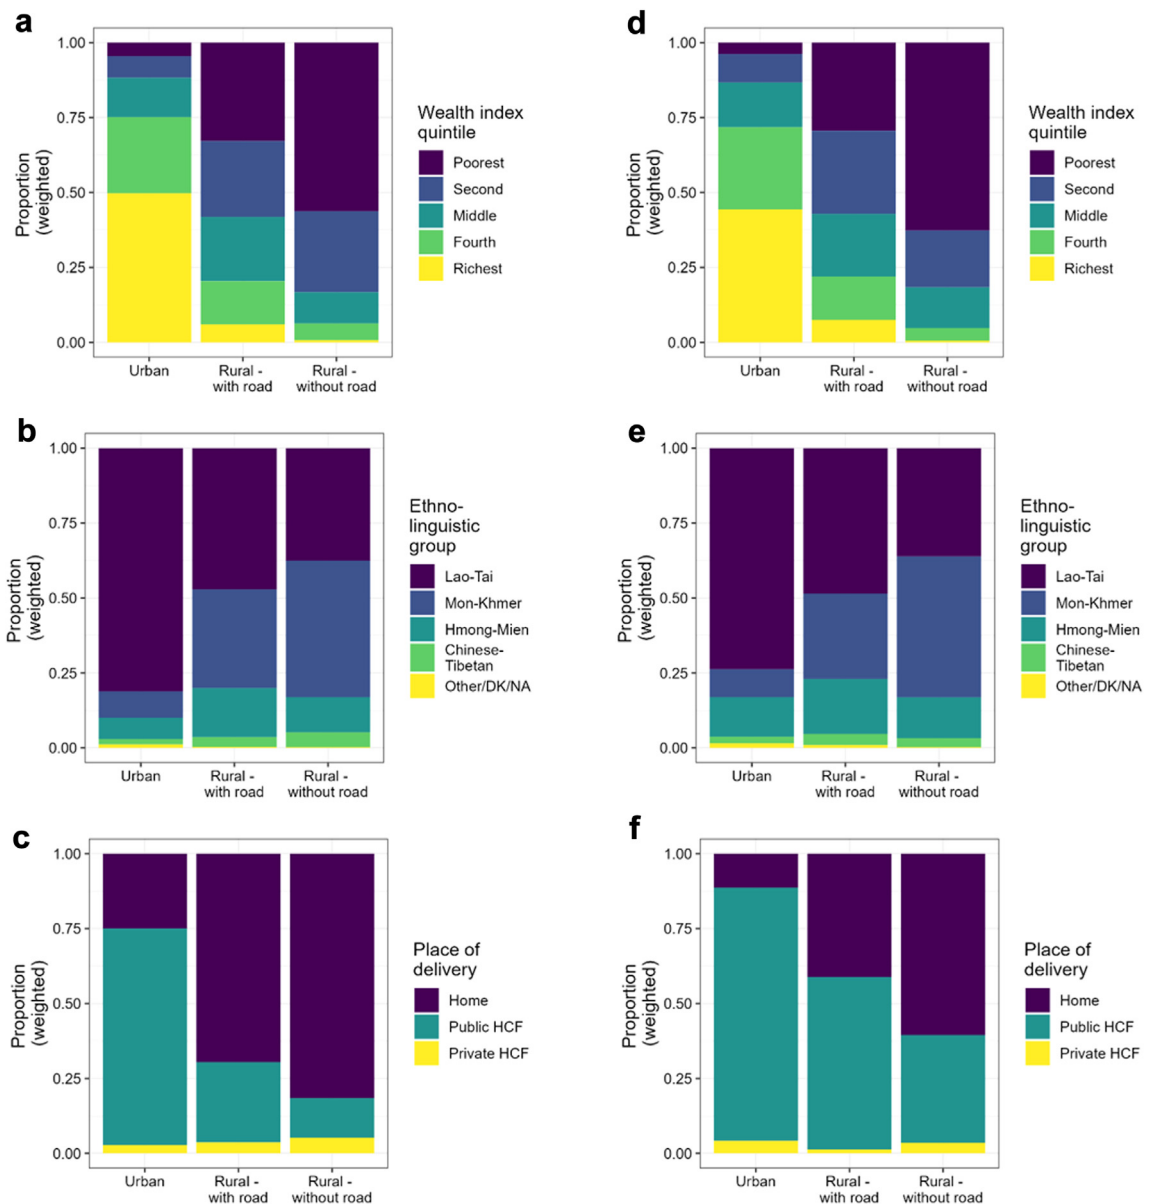 a
1.00
0.75
0.50
0.25
0.00
Proportion
(weighted)
Urban
Rural -
with road
Rural -
without road
Wealth index
quintile
Poorest
Second
Middle
Fourth
Richest
d
1.00
0.75
0.50
0.25
0.00
Proportion
(weighted)
Urban
Rural -
with road
Rural -
without road
Wealth index
quintile
Poorest
Second
Middle
Fourth
Richest
b
1.00
0.75
0.50
0.25
0.00
Proportion
(weighted)
Urban
Rural -
with road
Rural -
without road
Ethno-
linguistic
group
Lao-Tai
Mon-Khmer
Hmong-Mien
Chinese-
Tibetan
Other/DK/NA
e
1.00
0.75
0.50
0.25
0.00
Proportion
(weighted)
Urban
Rural -
with road
Rural -
without road
Ethno-
linguistic
group
Lao-Tai
Mon-Khmer
Hmong-Mien
Chinese-
Tibetan
Other/DK/NA
c
1.00
0.75
0.50
0.25
0.00
Proportion
(weighted)
Urban
Rural -
with road
Rural -
without road
Place of
delivery
Home
Public HCF
Private HCF
f
1.00
0.75
0.50
0.25
0.00
Proportion
(weighted)
Urban
Rural -
with road
Rural -
without road
Place of
delivery
Home
Public HCF
Private HCF